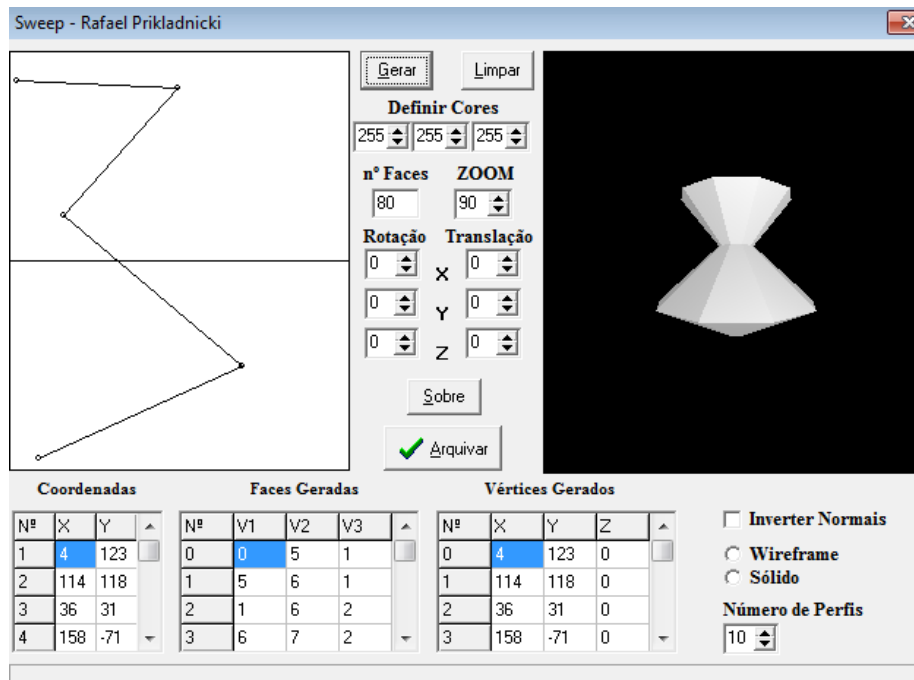 Sweep - Rafael Prikladnicki
Gerar Limpar
Definir Cores
255 255 255
nº Faces ZOOM
80 90
Rotação Translação
0 X 0
0 Y 0
0 Z 0
Sobre
Arquivar
Coordenadas Faces Geradas Vértices Gerados
Nº X Y Nº V1 V2 V3 Nº X Y Z
1 4 123 0 0 5 1 0 4 123 0
2 114 118 1 5 6 1 1 114 118 0
3 36 31 2 1 6 2 2 36 31 0
4 158 -71 3 6 7 2 3 158 -71 0
Inverter Normais
Wireframe
Sólido
Número de Perfis
10